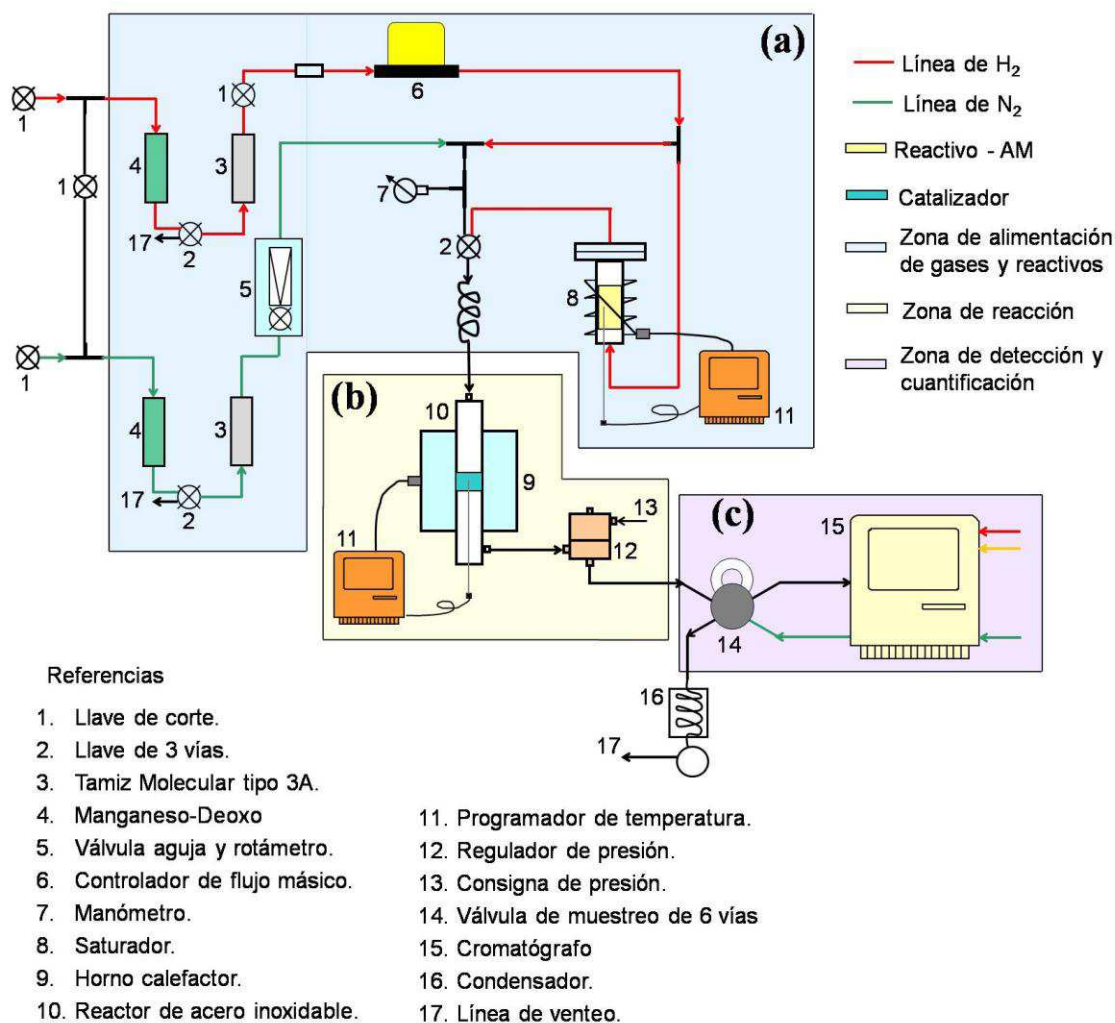 (a)
1
6
1
4
3
1
17
2
7
2
5
8
11
1
4
3
17
2
(b)
10
9
11
13
12
(c)
15
14
16
17
Línea de H₂
Línea de N₂
Reactivo - AM
Catalizador
Zona de alimentación
de gases y reactivos
Zona de reacción
Zona de detección y
cuantificación
Referencias
1. Llave de corte.
2. Llave de 3 vías.
3. Tamiz Molecular tipo 3A.
4. Manganeso-Deoxo
5. Válvula aguja y rotámetro.
6. Controlador de flujo másico.
7. Manómetro.
8. Saturador.
9. Horno calefactor.
10. Reactor de acero inoxidable.
11. Programador de temperatura.
12. Regulador de presión.
13. Consigna de presión.
14. Válvula de muestreo de 6 vías
15. Cromatógrafo
16. Condensador.
17. Línea de venteo.